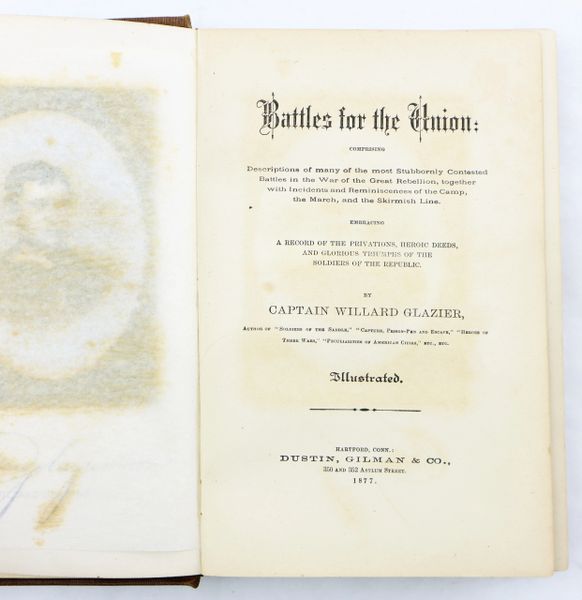 Battles for the Union:
COMPRISING
Descriptions of many of the most Stubbornly Contested
Battles in the War of the Great Rebellion, together
with Incidents and Reminiscences of the Camp,
the March, and the Skirmish Line.
EMBRACING
A RECORD OF THE PRIVATIONS, HEROIC DEEDS,
AND GLORIOUS TRIUMPHS OF THE
SOLDIERS OF THE REPUBLIC.
BY
CAPTAIN WILLARD GLAZIER,
AUTHOR OF "SOLDIERS OF THE SADDLE," "CAPTURE, PRISON-PEN AND ESCAPE," "HEROES OF
THREE WARS," "PECULIARITIES OF AMERICAN CITIES," ETC., ETC.
Illustrated.
HARTFORD, CONN.:
DUSTIN, GILMAN & CO.,
350 AND 352 ASYLUM STREET.
1877.